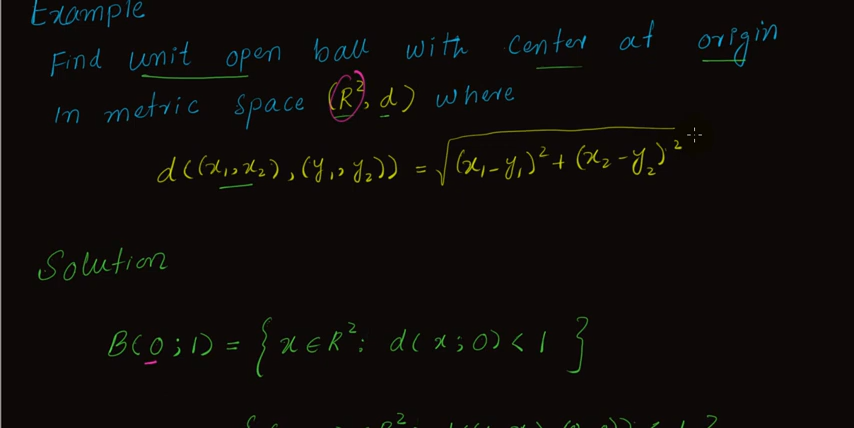 Example
Find unit open ball with center at origin
In metric space (R², d) where
d((x₁, x₂), (y₁, y₂)) = √(x₁ - y₁)² + (x₂ - y₂)²
Solution
B(0; 1) = { x ∈ R² : d(x; 0) < 1 }